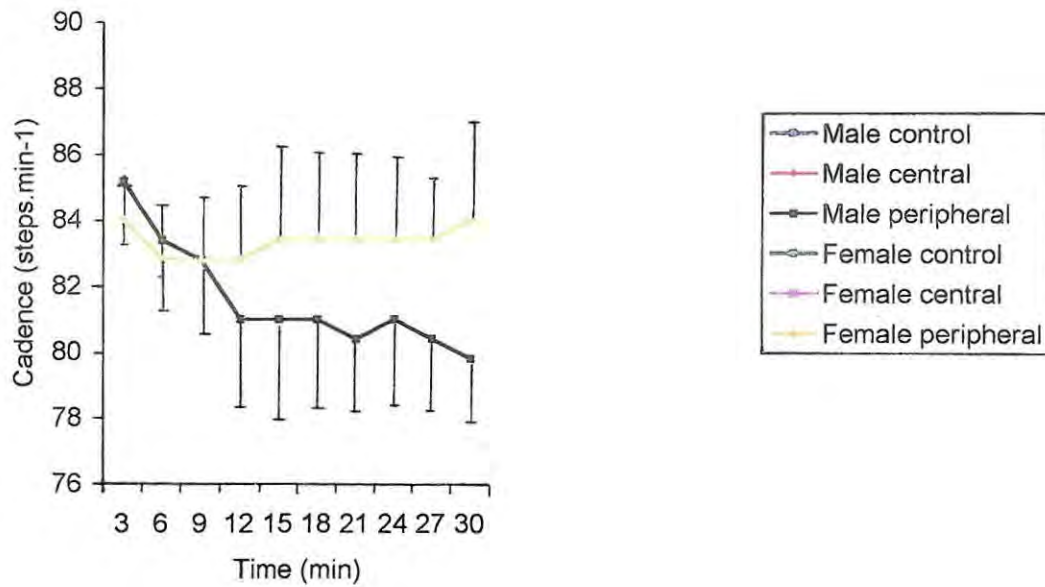 90
88
86
84
82
80
78
76
Cadence (steps.min-1)
3 6 9 12 15 18 21 24 27 30
Time (min)
Male control
Male central
Male peripheral
Female control
Female central
Female peripheral